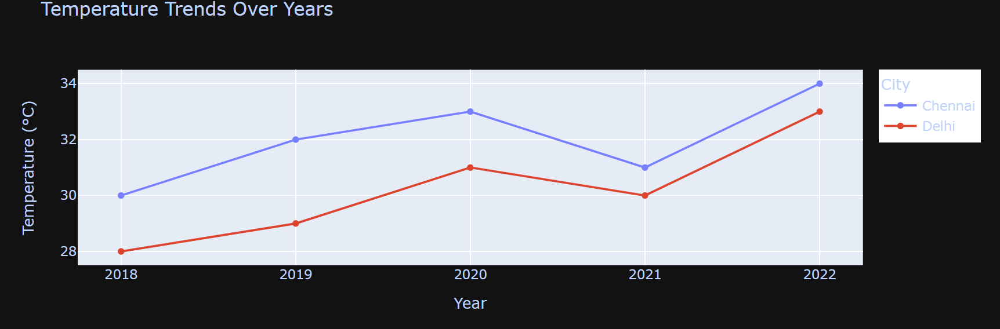 Temperature Trends Over Years
Temperature (°C)
34
32
30
28
2018 2019 2020 2021 2022
Year
City
Chennai
Delhi